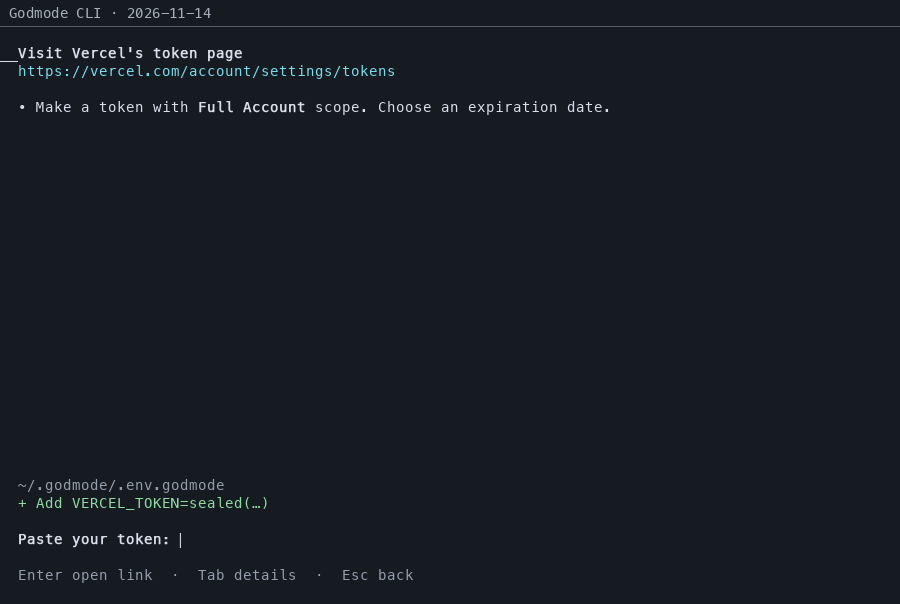 Godmode CLI · 2026−11−14
Visit Vercel's token page
https://vercel.com/account/settings/tokens
• Make a token with Full Account scope. Choose an expiration date.
~/.godmode/.env.godmode
+ Add VERCEL_TOKEN=sealed(…)
Paste your token:
Enter open link · Tab details · Esc back